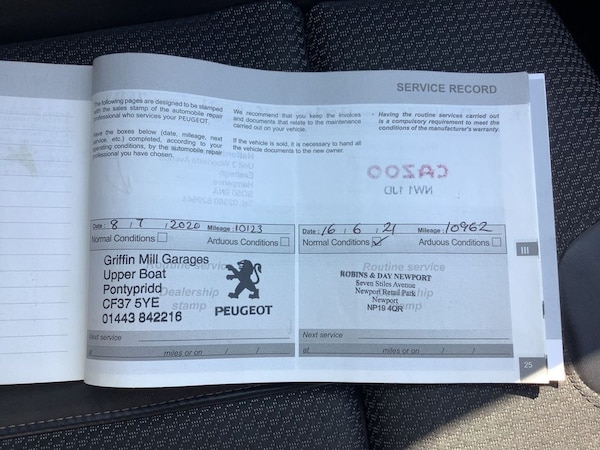 SERVICE RECORD
The following pages are designed to be stamped
with the sales stamp of the automobile repair
professional who services your PEUGEOT.
Have the boxes below (date, mileage, next
service, etc.) completed, according to your
operating conditions, by the automobile repair
professional you have chosen.
We recommend that you keep the invoices
and documents that relate to the maintenance
carried out on your vehicle.
If the vehicle is sold, it is necessary to hand all
the vehicle documents to the new owner.
* Having the routine services carried out
is a compulsory requirement to meet the
conditions of the manufacturer's warranty.
CAZOO
NW1 1JD
Date: 8 / 7 / 2020 Mileage: 10123
Normal Conditions Arduous Conditions
Routine service
Dealership
stamp
Griffin Mill Garages
Upper Boat
Pontypridd
CF37 5YE
01443 842216
PEUGEOT
Next service
at miles or on / /
Date: 16 / 6 / 21 Mileage: 10962
Normal Conditions Arduous Conditions
Routine service
ROBINS & DAY NEWPORT
Seven Stiles Avenue
Newport Retail Park
Newport
NP19 4QR
Next service
at miles or on / /
III
25